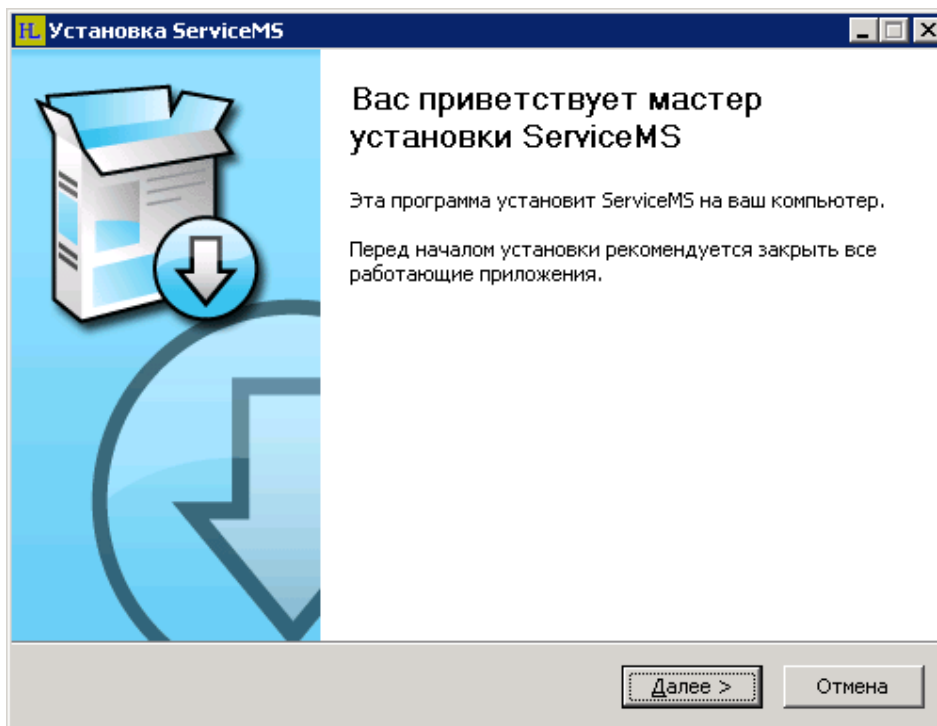 HL Установка ServiceMS
Вас приветствует мастер
установки ServiceMS
Эта программа установит ServiceMS на ваш компьютер.
Перед началом установки рекомендуется закрыть все
работающие приложения.
Далее >
Отмена